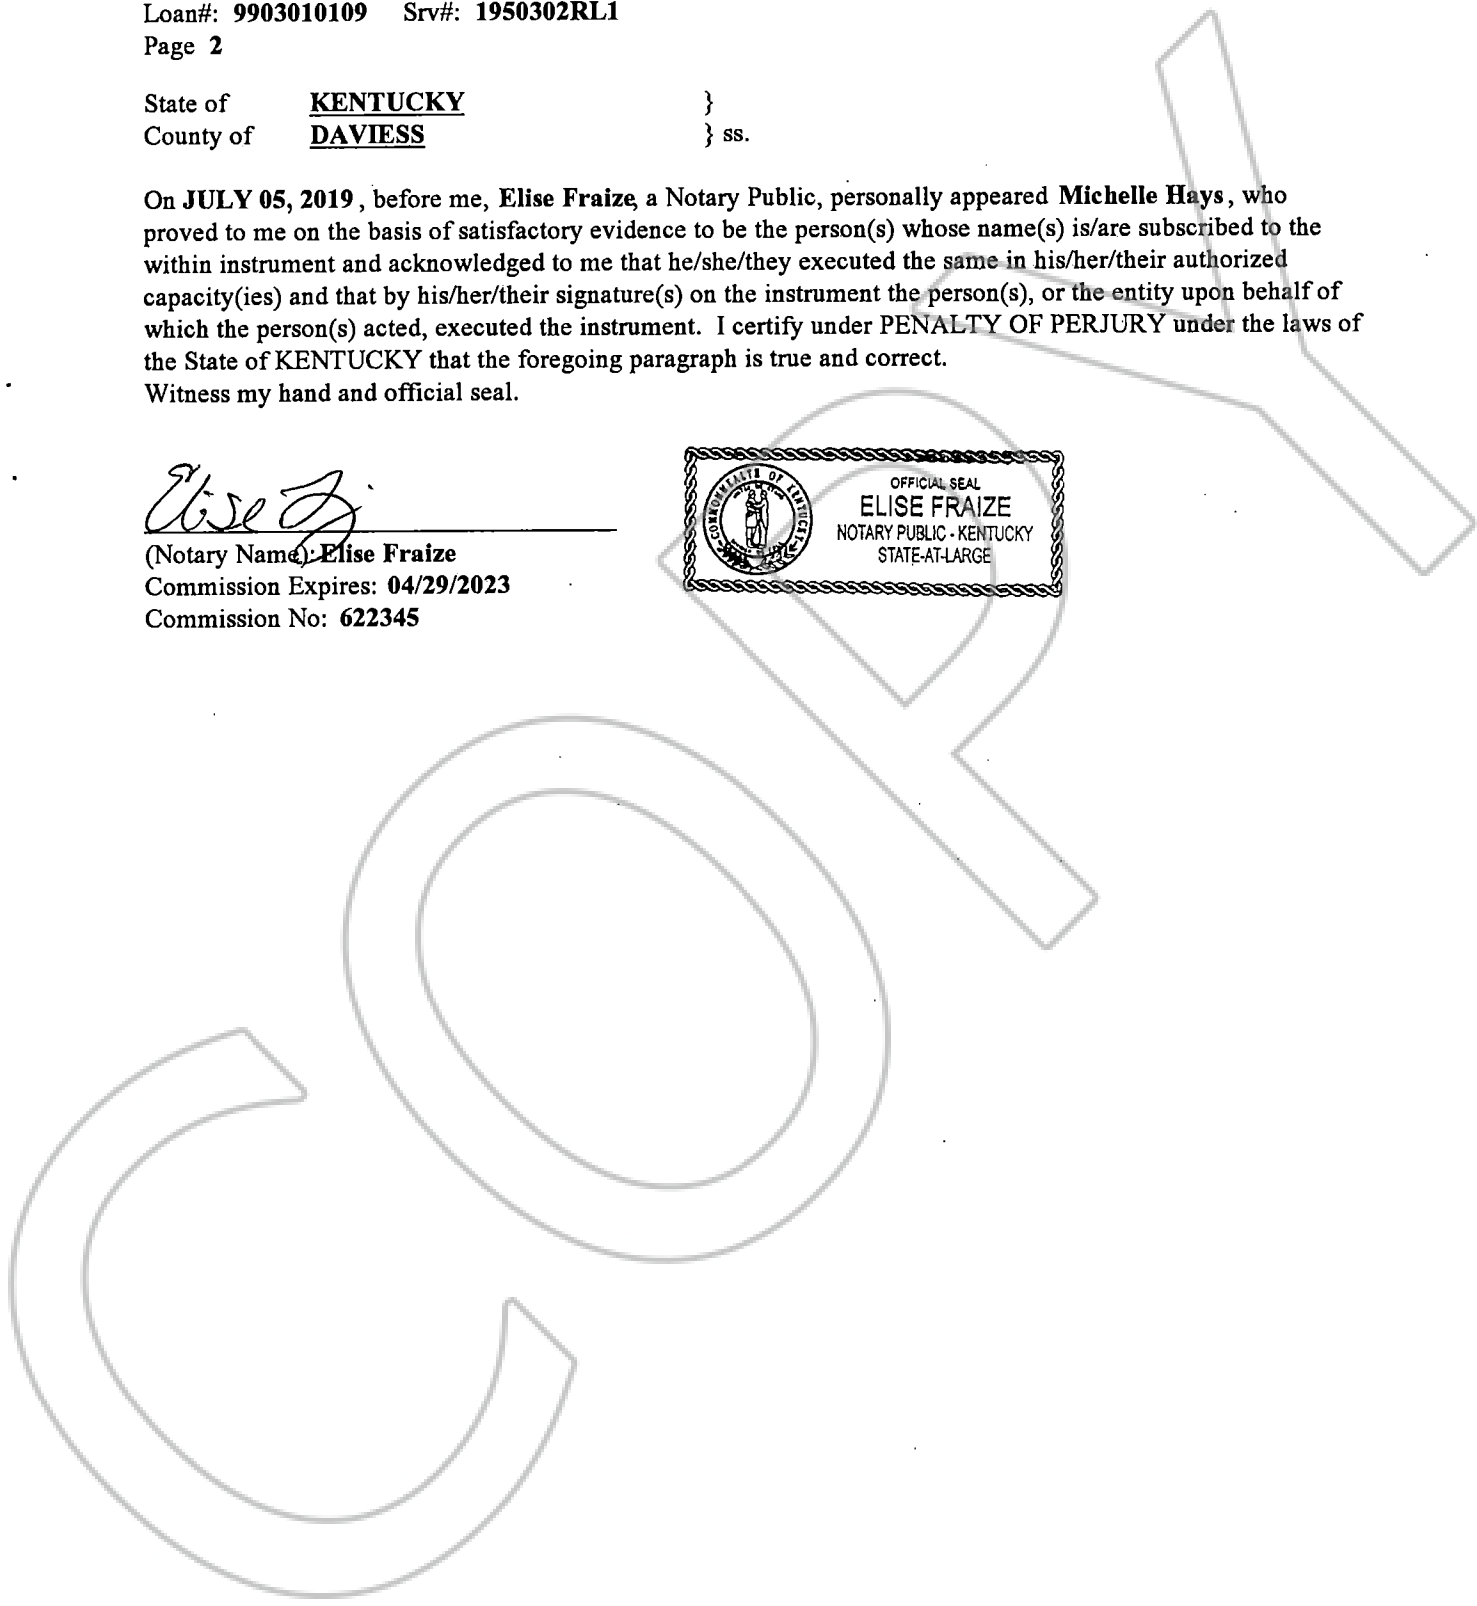 Loan#: 9903010109 Srv#: 1950302RL1
Page 2
State of KENTUCKY }
County of DAVIESS } ss.
On JULY 05, 2019, before me, Elise Fraize, a Notary Public, personally appeared Michelle Hays, who
proved to me on the basis of satisfactory evidence to be the person(s) whose name(s) is/are subscribed to the
within instrument and acknowledged to me that he/she/they executed the same in his/her/their authorized
capacity(ies) and that by his/her/their signature(s) on the instrument the person(s), or the entity upon behalf of
which the person(s) acted, executed the instrument. I certify under PENALTY OF PERJURY under the laws of
the State of KENTUCKY that the foregoing paragraph is true and correct.
Witness my hand and official seal.
Elise
(Notary Name): Elise Fraize
Commission Expires: 04/29/2023
Commission No: 622345
COMMONWEALTH OF KENTUCKY
OFFICIAL SEAL
ELISE FRAIZE
NOTARY PUBLIC - KENTUCKY
STATE-AT-LARGE
COPY